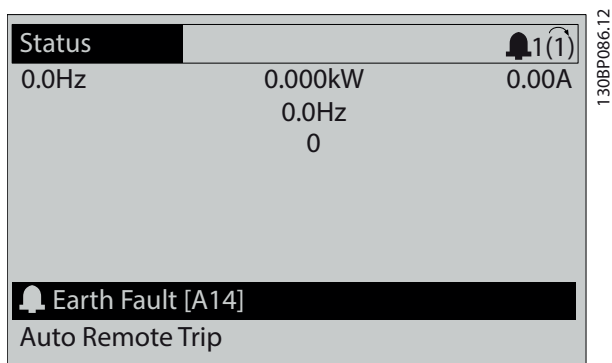 Status 1(1)
0.0Hz 0.000kW 0.00A
0.0Hz
0
Earth Fault [A14]
Auto Remote Trip
130BP086.12